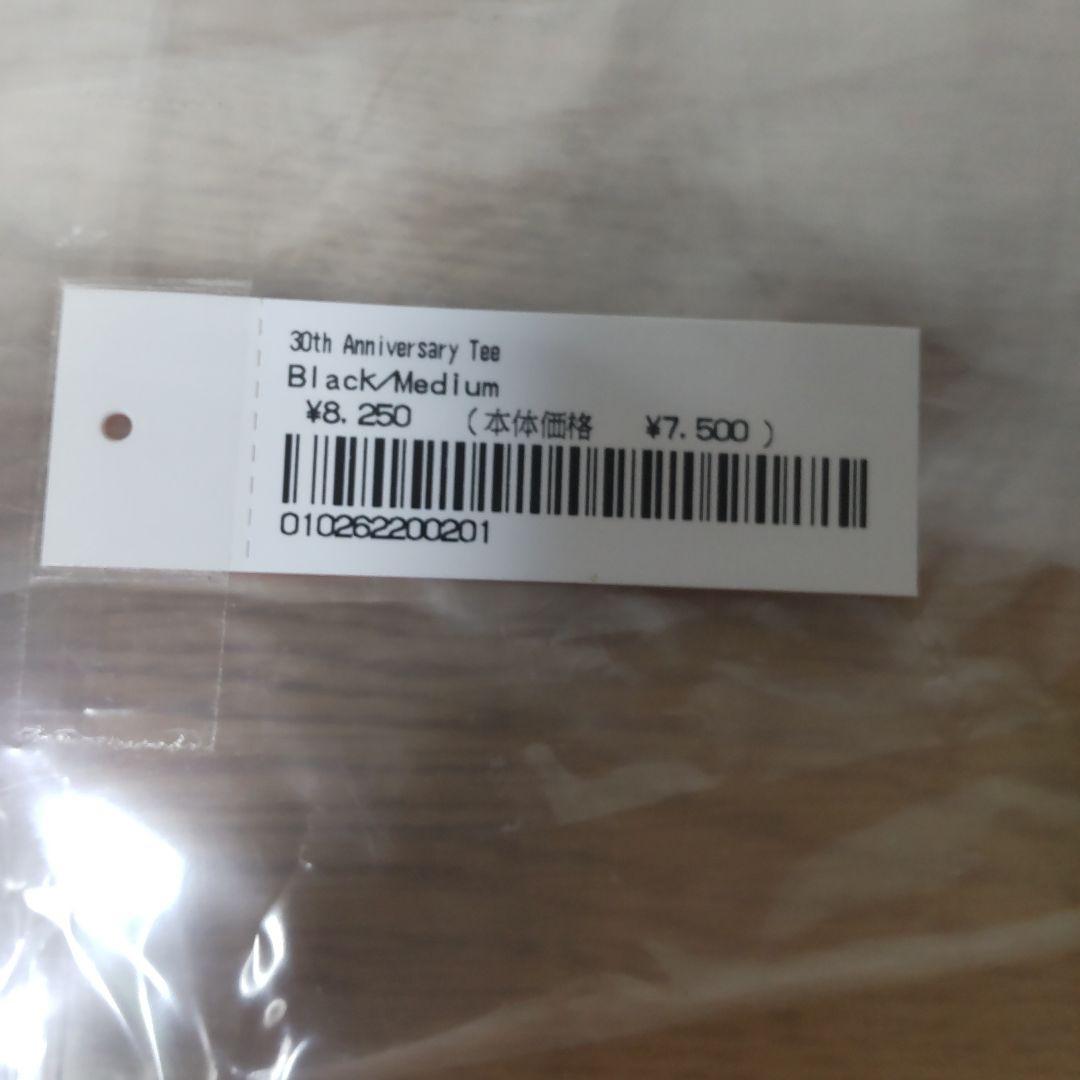 30th Anniversary Tee
Black/Medium
¥8.250 (本体価格 ¥7.500 )
010262200201